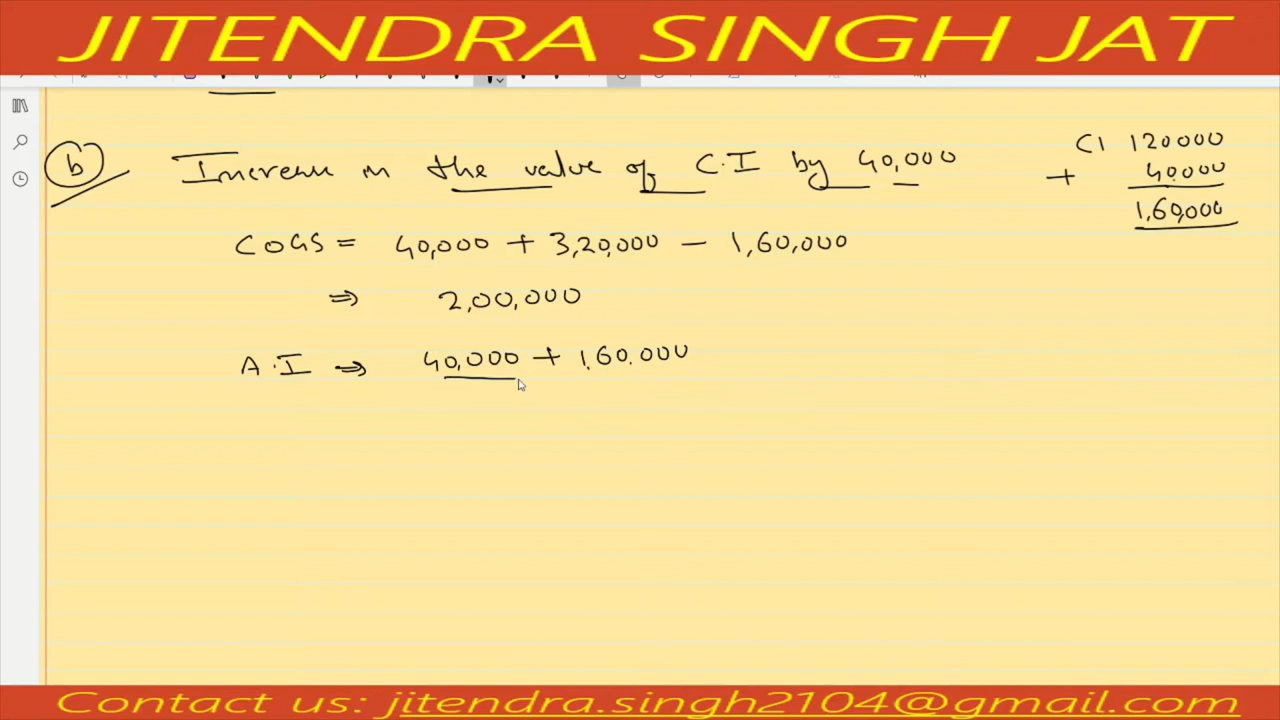 JITENDRA SINGH JAT
b Increase in the value of C.I by 40,000
CI 120000
+ 40,000
1,60,000
COGS = 40,000 + 3,20,000 - 1,60,000
⇒ 2,00,000
A.I ⇒ 40,000 + 1,60,000
Contact us: jitendra.singh2104@gmail.com